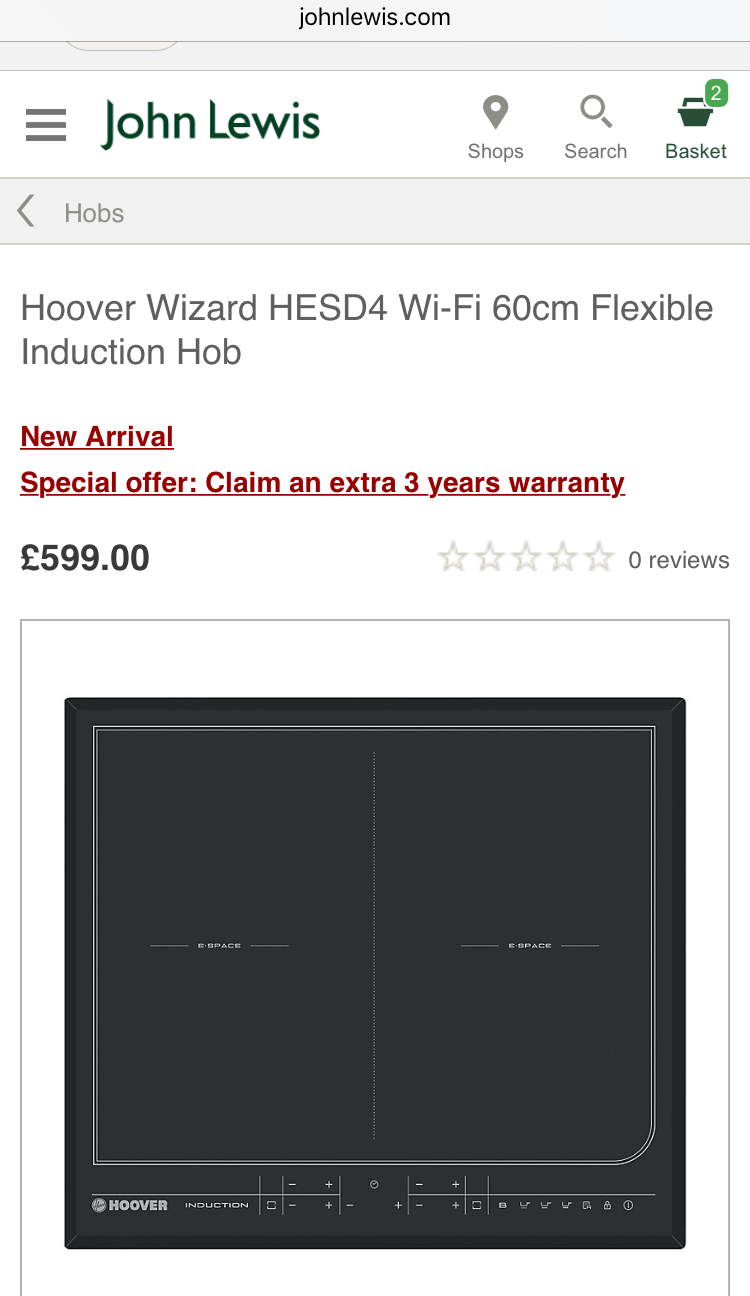 johnlewis.com
John Lewis
Shops
Search
2
Basket
Hobs
Hoover Wizard HESD4 Wi-Fi 60cm Flexible
Induction Hob
New Arrival
Special offer: Claim an extra 3 years warranty
£599.00
0 reviews
E·SPACE
E·SPACE
− + − +
HOOVER INDUCTION − + − + − + B